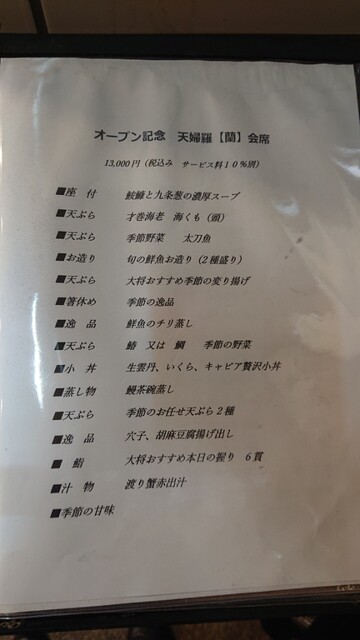 オープン記念 天婦羅【蘭】会席
13,000円（税込み サービス料10%別）
■座 付 鮟鱇と九条葱の濃厚スープ
■天ぷら 才巻海老 海くも（頭）
■天ぷら 季節野菜 太刀魚
■お造り 旬の鮮魚お造り（2種盛り）
■天ぷら 大将おすすめ季節の変り揚げ
■箸休め 季節の逸品
■逸 品 鮮魚のチリ蒸し
■天ぷら 鰆 又は 鯛 季節の野菜
■小 丼 生雲丹、いくら、キャビア贅沢小丼
■蒸し物 鰻茶碗蒸し
■天ぷら 季節のお任せ天ぷら2種
■逸 品 穴子、胡麻豆腐揚げ出し
■ 鮨 大将おすすめ本日の握り 6貫
■汁 物 渡り蟹赤出汁
■季節の甘味